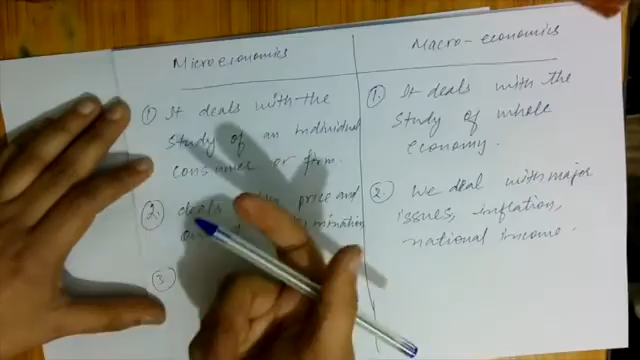 Microeconomics
① It deals with the
study of an individual
consumer or firm.
② deals price and
③
Macro-economics
① It deals with the
study of whole
economy.
② We deal with major
issues, inflation,
national income.